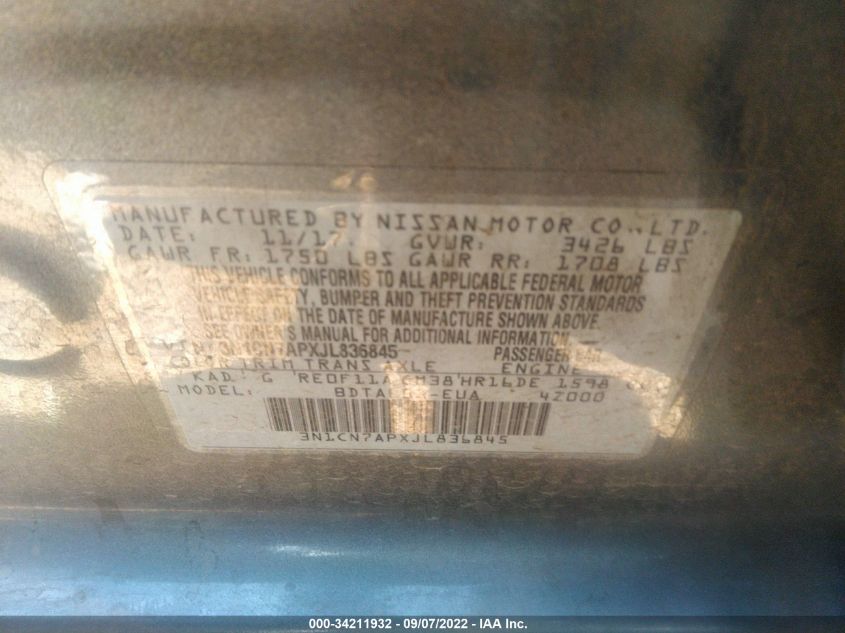 MANUFACTURED BY NISSAN MOTOR CO., LTD.
DATE: 11/17 GVWR: 3426 LBS
GAWR FR: 1750 LBS GAWR RR: 1708 LBS
THIS VEHICLE CONFORMS TO ALL APPLICABLE FEDERAL MOTOR
VEHICLE SAFETY, BUMPER AND THEFT PREVENTION STANDARDS
IN EFFECT ON THE DATE OF MANUFACTURE SHOWN ABOVE.
SEE OWNER'S MANUAL FOR ADDITIONAL INFORMATION.
3N1CN7APXJL836845 PASSENGER CAR
TRIM TRANS AXLE ENGINE
KAD G RE0F11A HR16DE 1598
MODEL: 42000
3N1CN7APXJL836845
000-34211932 - 09/07/2022 - IAA Inc.